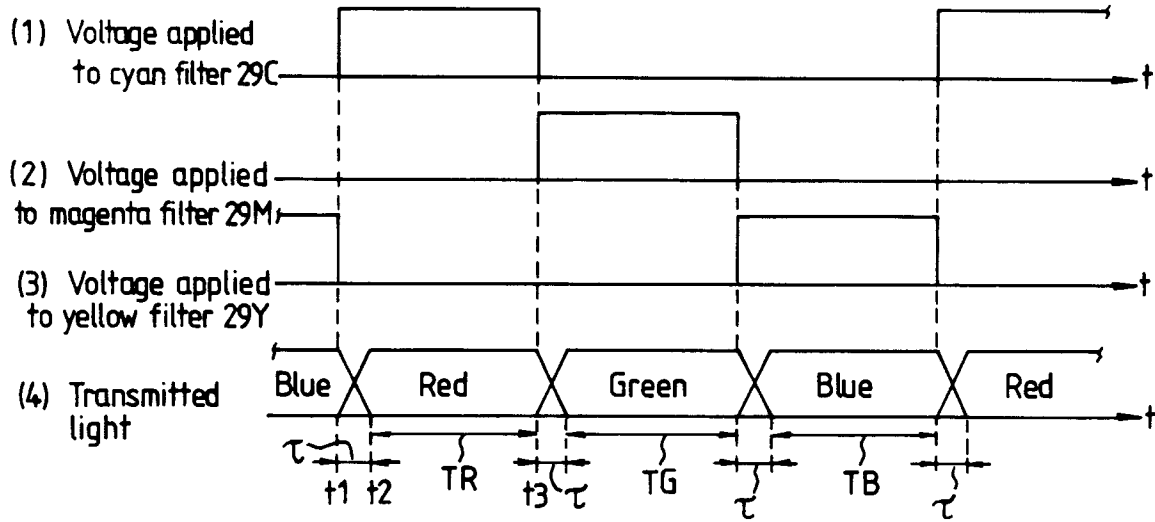 (1) Voltage applied
to cyan filter 29C
t
(2) Voltage applied
to magenta filter 29M
t
(3) Voltage applied
to yellow filter 29Y
t
(4) Transmitted
light
Blue Red Green Blue Red
t
τ TR τ TG τ TB τ
t1 t2 t3